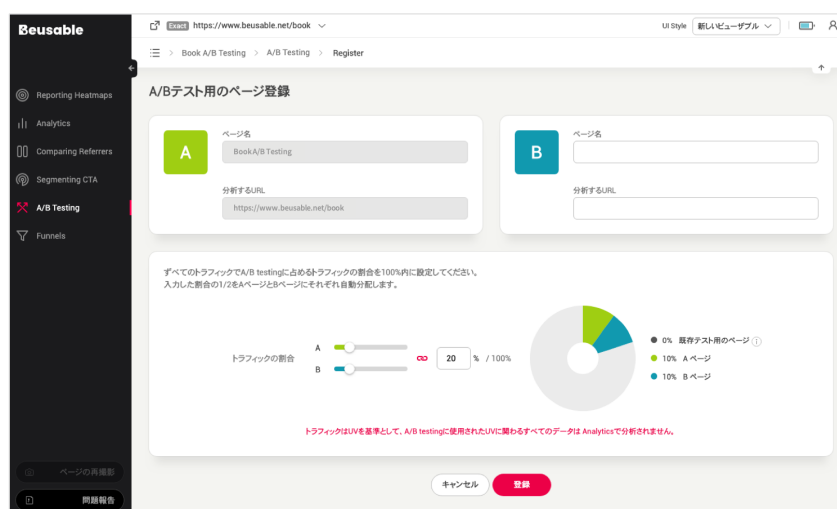 Beusable
Exact https://www.beusable.net/book
UI Style 新しいビューザブル
Book A/B Testing > A/B Testing > Register
Reporting Heatmaps
Analytics
Comparing Referrers
Segmenting CTA
A/B Testing
Funnels
ページの再撮影
問題報告
A/Bテスト用のページ登録
A
ページ名
BookA/B Testing
分析するURL
https://www.beusable.net/book
B
ページ名
分析するURL
ずべてのトラフィックでA/B testingに占めるトラフィックの割合を100%内に設定してください。
入力した割合の1/2をAページとBページにそれぞれ自動分配します。
トラフィックの割合
A
B
20 % / 100%
0% 既存テスト用のページ
10% A ページ
10% B ページ
トラフィックはUVを基準として、A/B testingに使用されたUVに関わるすべてのデータは Analyticsで分析されません。
キャンセル
登録